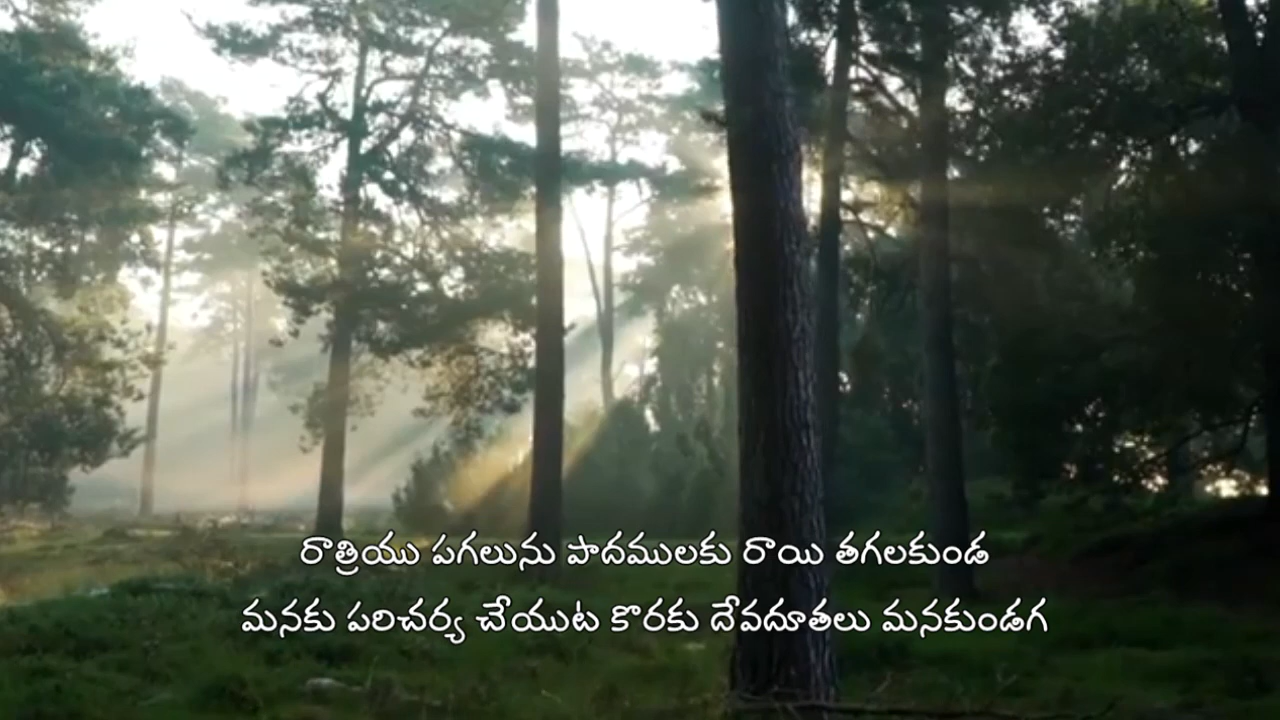 రాత్రియు పగలును పాదములకు రాయి తగలకుండ
మనకు పరిచర్య చేయుట కొరకు దేవదూతలు మనకుండగ